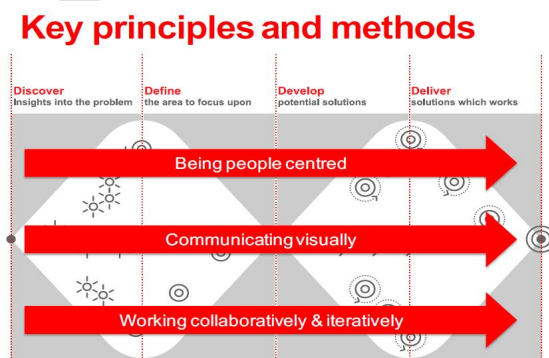 Key principles and methods
Discover
Insights into the problem
Define
the area to focus upon
Develop
potential solutions
Deliver
solutions which works
Being people centred
Communicating visually
Working collaboratively & iteratively